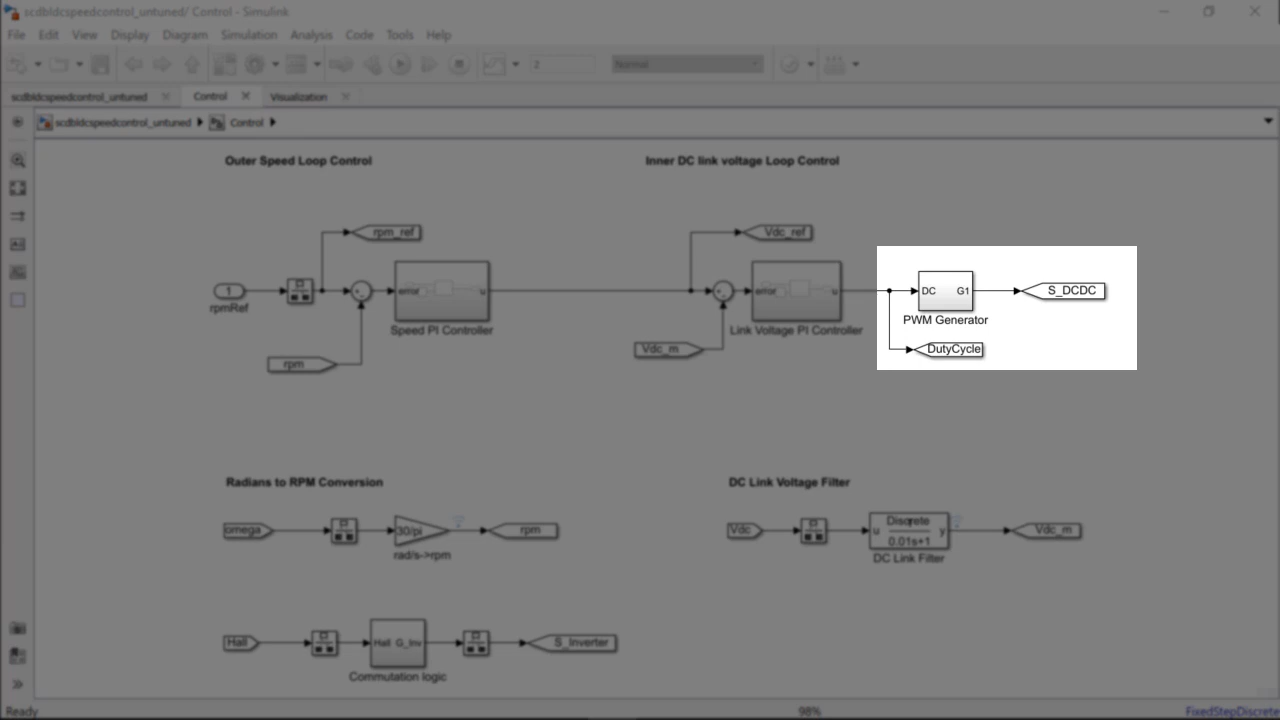 scdbldcspeedcontrol_untuned/ Control - Simulink
File Edit View Display Diagram Simulation Analysis Code Tools Help
2 Normal
scdbldcspeedcontrol_untuned Control Visualization
scdbldcspeedcontrol_untuned Control
Outer Speed Loop Control
Inner DC link voltage Loop Control
rpm_ref
Vdc_ref
1
error u
error u
DC G1
S_DCDC
rpmRef
Speed PI Controller
Link Voltage PI Controller
PWM Generator
rpm
Vdc_m
DutyCycle
Radians to RPM Conversion
DC Link Voltage Filter
omega
30/pi
rpm
rad/s->rpm
Vdc
u Discrete y
0.01s+1
Vdc_m
DC Link Filter
Hall
Hall G_Inv
S_Inverter
Commutation logic
Ready 98% FixedStepDiscrete